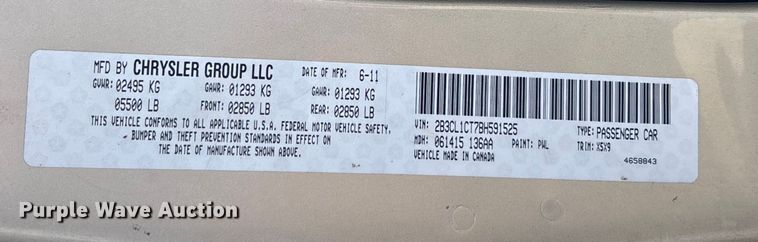 MFD BY CHRYSLER GROUP LLC DATE OF MFR: 6-11
GVWR: 02495 KG GAWR: 01293 KG GAWR: 01293 KG
05500 LB FRONT: 02850 LB REAR: 02850 LB
THIS VEHICLE CONFORMS TO ALL APPLICABLE U.S.A. FEDERAL MOTOR VEHICLE SAFETY,
BUMPER AND THEFT PREVENTION STANDARDS IN EFFECT ON
THE DATE OF MANUFACTURE SHOWN ABOVE.
VIN: 2B3CL1CT7BH591525 TYPE: PASSENGER CAR
MDH: 061415 136AA PAINT: PWL TRIM: X5X9
VEHICLE MADE IN CANADA 4658843
Purple Wave Auction
Purple Wave Auction